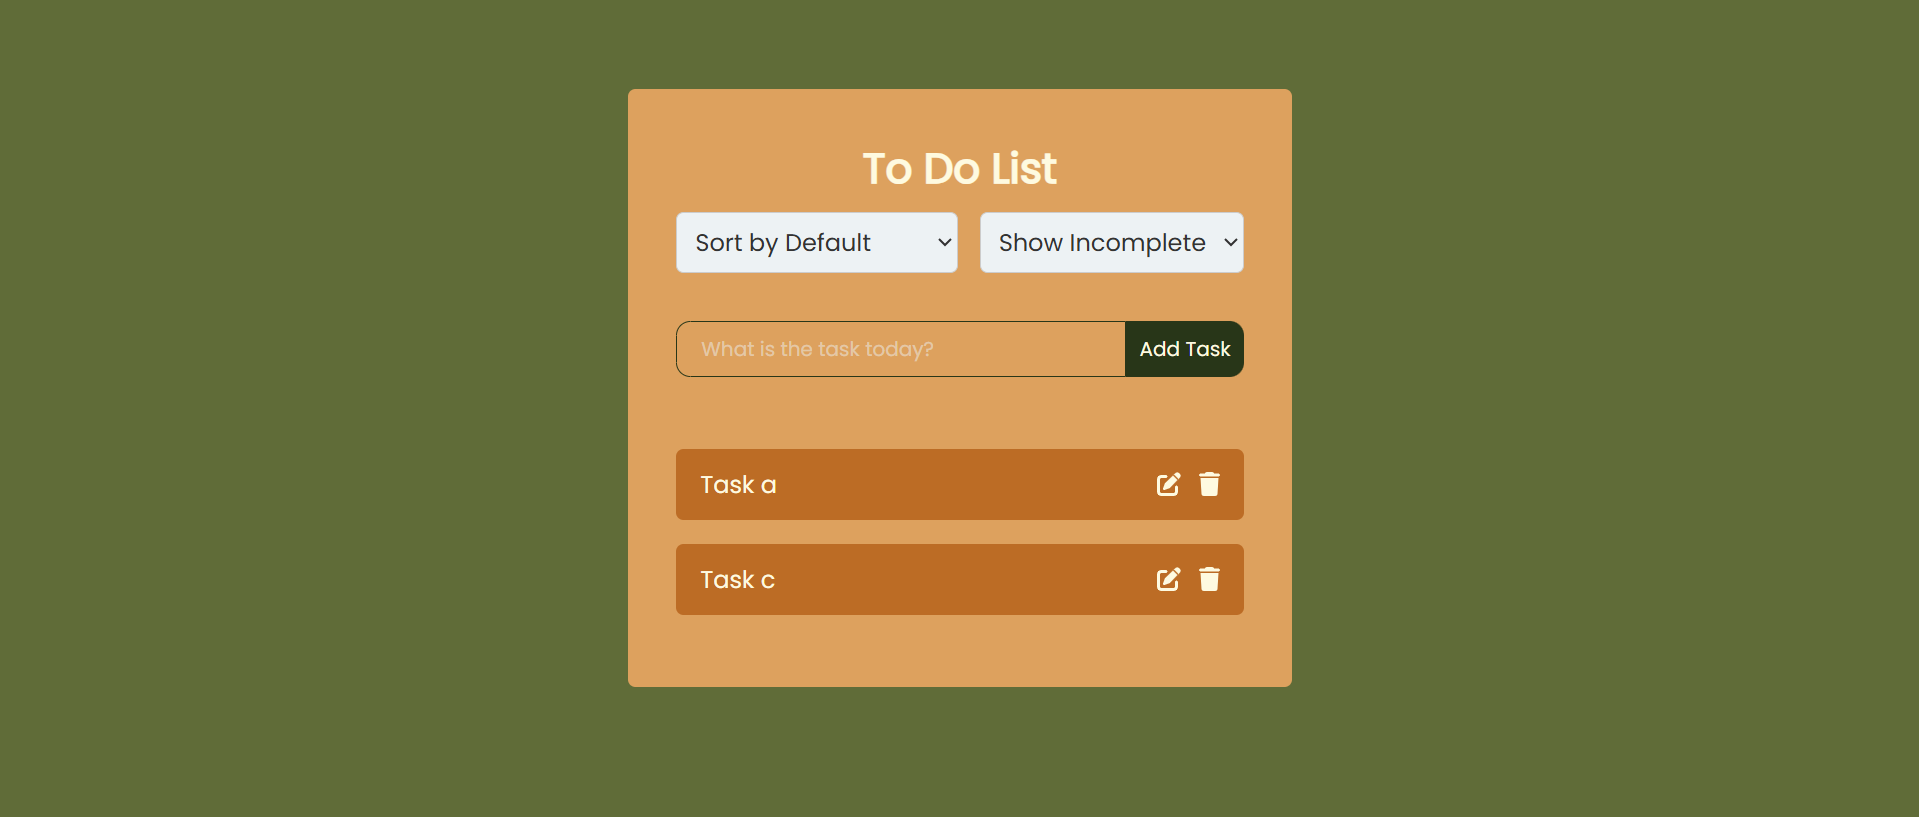 To Do List
Sort by Default
Show Incomplete
What is the task today?
Add Task
Task a
Task c